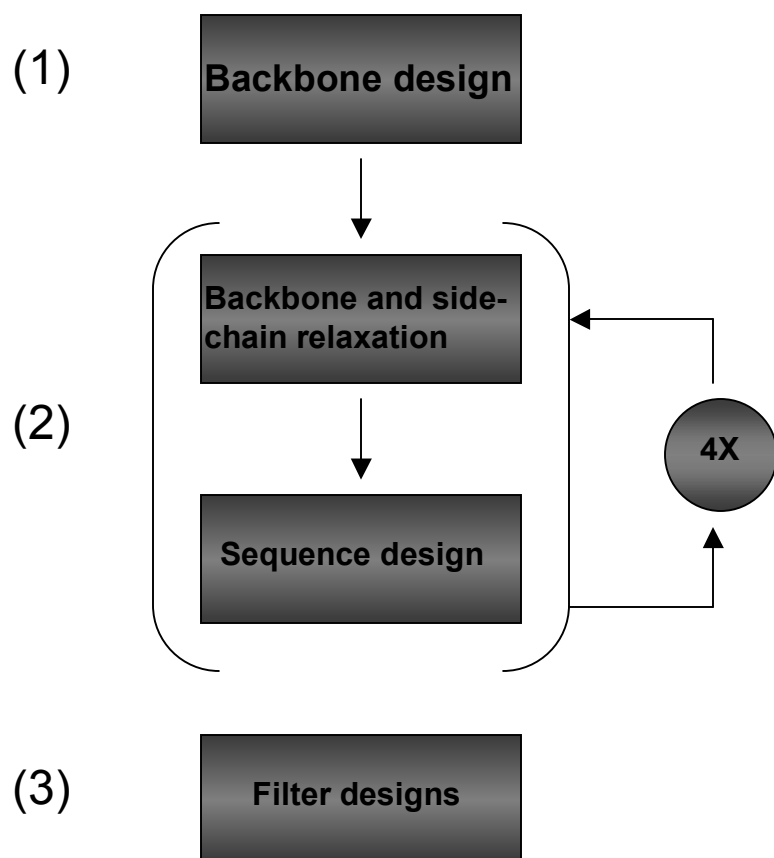 (1)
Backbone design
Backbone and side-
chain relaxation
(2)
4X
Sequence design
(3)
Filter designs